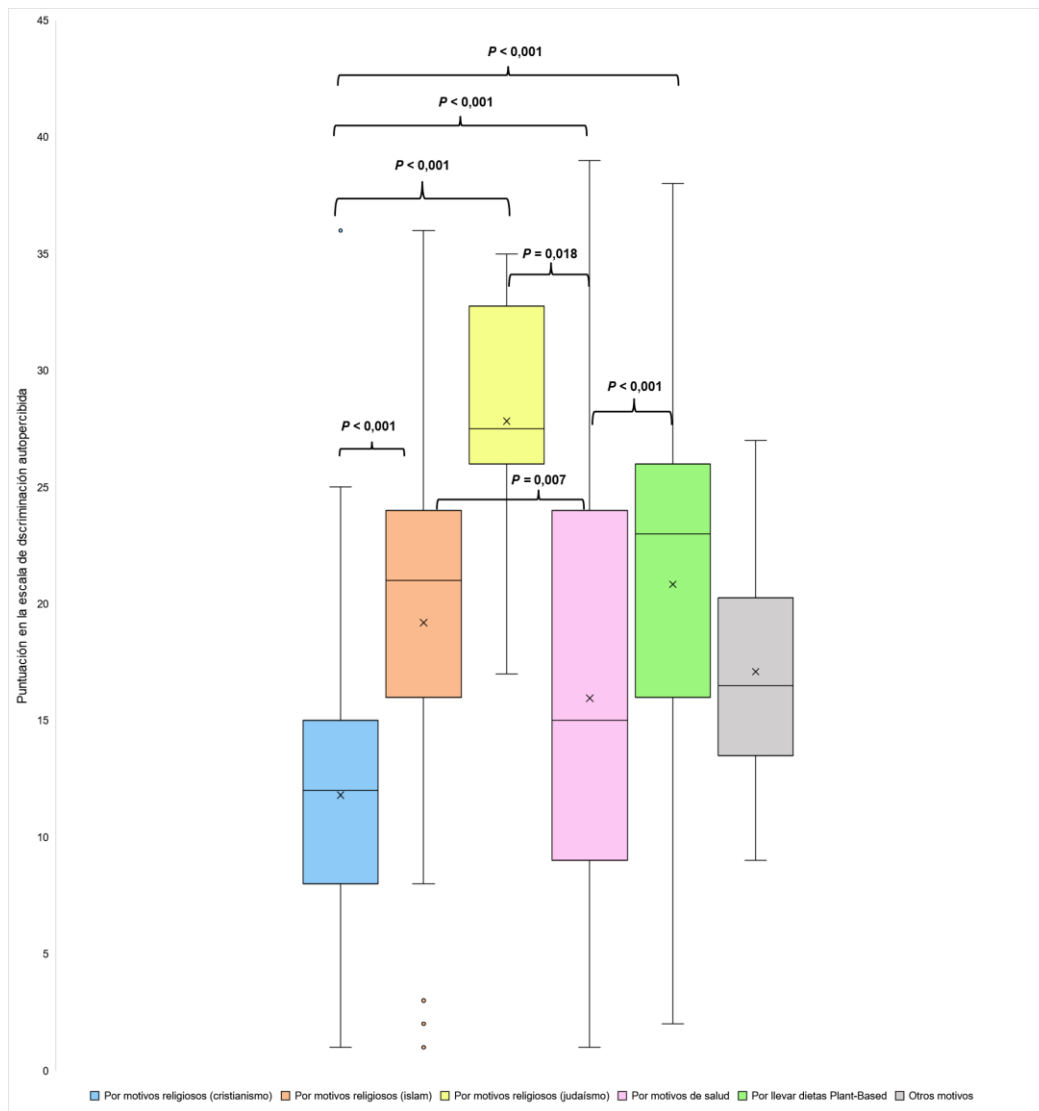 45
P < 0,001
40
P < 0,001
P < 0,001
35
P = 0,018
30
P < 0,001
P < 0,001
25
P = 0,007
20
15
10
5
0
Puntuación en la escala de dscriminación autopercibida
Por motivos religiosos (cristianismo) Por motivos religiosos (islam) Por motivos religiosos (judaísmo) Por motivos de salud Por llevar dietas Plant-Based Otros motivos